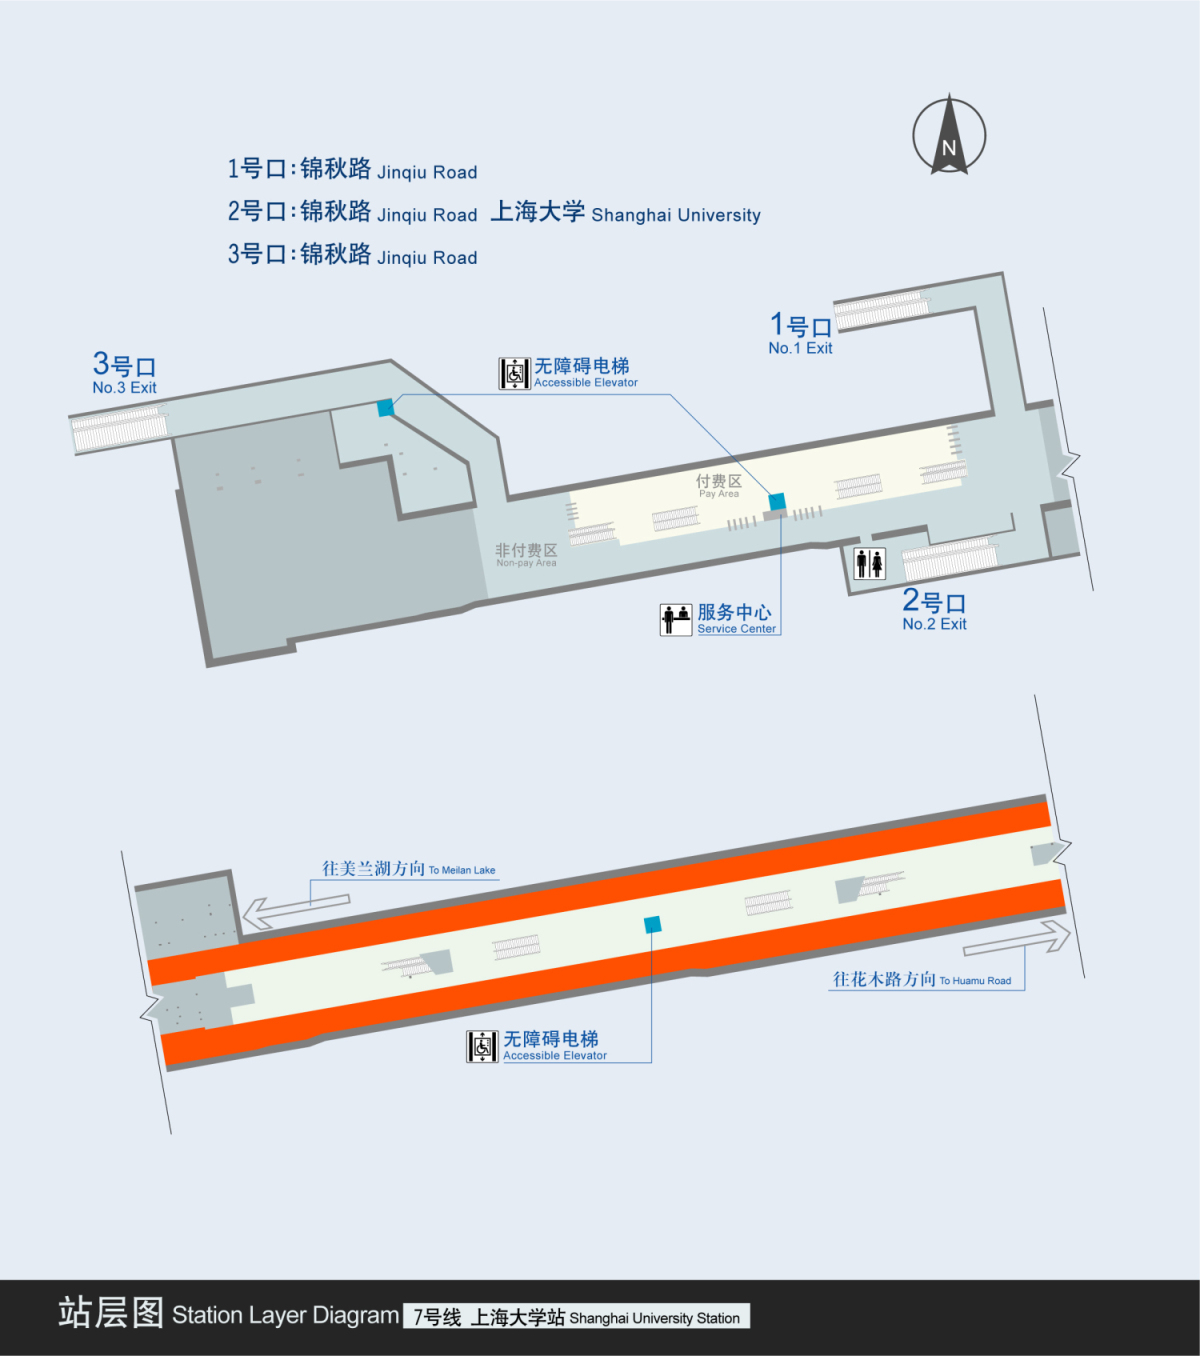 N
1号口：锦秋路 Jinqiu Road
2号口：锦秋路 Jinqiu Road 上海大学 Shanghai University
3号口：锦秋路 Jinqiu Road
1号口
No.1 Exit
3号口
No.3 Exit
无障碍电梯
Accessible Elevator
付费区
Pay Area
非付费区
Non-pay Area
2号口
No.2 Exit
服务中心
Service Center
往美兰湖方向 To Meilan Lake
往花木路方向 To Huamu Road
无障碍电梯
Accessible Elevator
站层图 Station Layer Diagram 7号线 上海大学站 Shanghai University Station